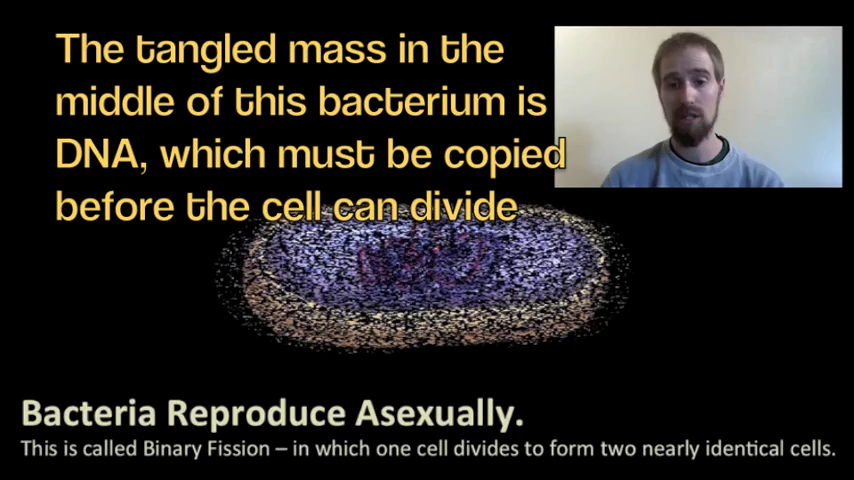 The tangled mass in the
middle of this bacterium is
DNA, which must be copied
before the cell can divide
Bacteria Reproduce Asexually.
This is called Binary Fission – in which one cell divides to form two nearly identical cells.